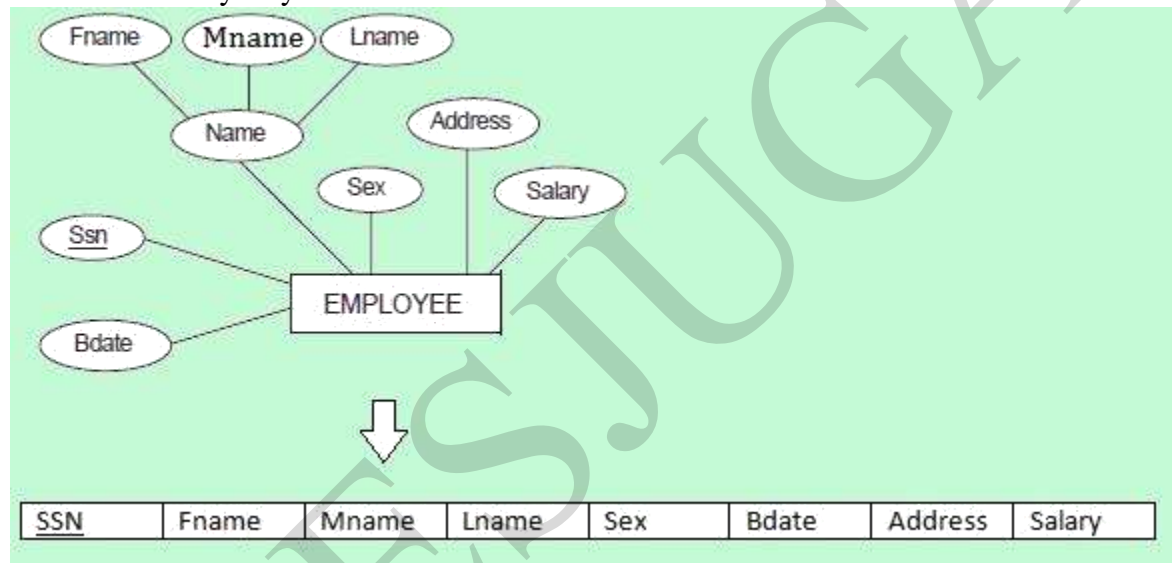 Fname Mname Lname
Name
Address
Sex
Salary
Ssn
EMPLOYEE
Bdate
SSN Fname Mname Lname Sex Bdate Address Salary